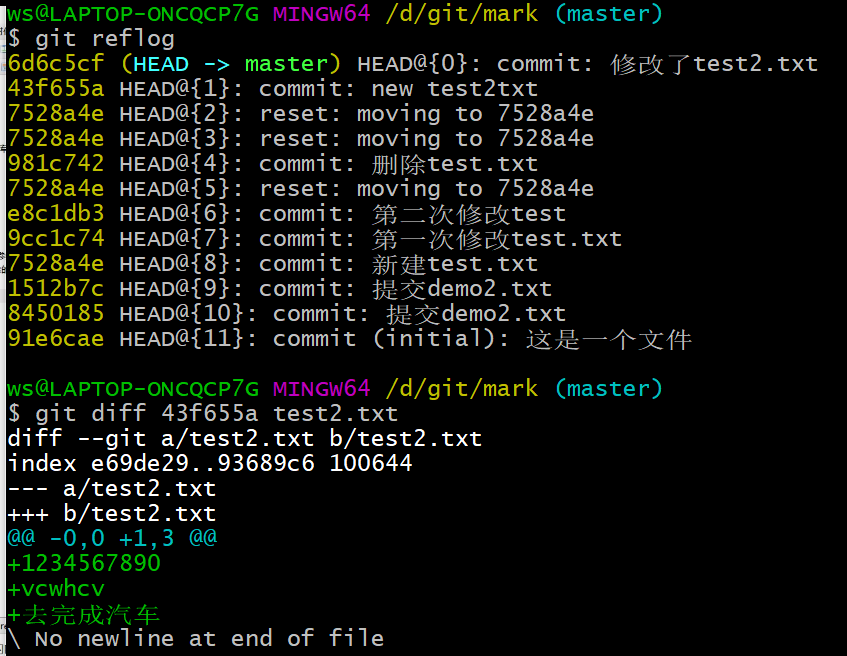 ws@LAPTOP-ONCQCP7G MINGW64 /d/git/mark (master)
$ git reflog
6d6c5cf (HEAD -> master) HEAD@{0}: commit: 修改了test2.txt
43f655a HEAD@{1}: commit: new test2txt
7528a4e HEAD@{2}: reset: moving to 7528a4e
7528a4e HEAD@{3}: reset: moving to 7528a4e
981c742 HEAD@{4}: commit: 删除test.txt
7528a4e HEAD@{5}: reset: moving to 7528a4e
e8c1db3 HEAD@{6}: commit: 第二次修改test
9cc1c74 HEAD@{7}: commit: 第一次修改test.txt
7528a4e HEAD@{8}: commit: 新建test.txt
1512b7c HEAD@{9}: commit: 提交demo2.txt
8450185 HEAD@{10}: commit: 提交demo2.txt
91e6cae HEAD@{11}: commit (initial): 这是一个文件
ws@LAPTOP-ONCQCP7G MINGW64 /d/git/mark (master)
$ git diff 43f655a test2.txt
diff --git a/test2.txt b/test2.txt
index e69de29..93689c6 100644
--- a/test2.txt
+++ b/test2.txt
@@ -0,0 +1,3 @@
+1234567890
+vcwhcv
+去完成汽车
\ No newline at end of file